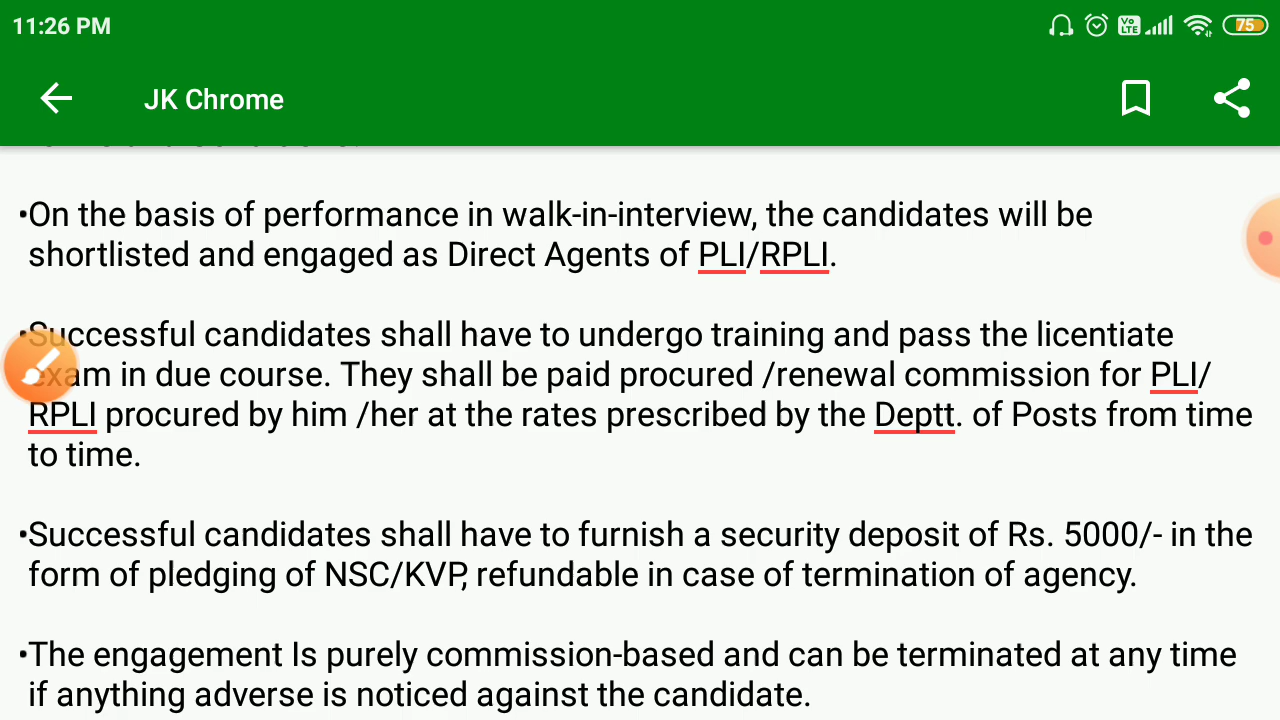 11:26 PM
Vo LTE
75
JK Chrome
•On the basis of performance in walk-in-interview, the candidates will be
shortlisted and engaged as Direct Agents of PLI/RPLI.
•Successful candidates shall have to undergo training and pass the licentiate
exam in due course. They shall be paid procured /renewal commission for PLI/
RPLI procured by him /her at the rates prescribed by the Deptt. of Posts from time
to time.
•Successful candidates shall have to furnish a security deposit of Rs. 5000/- in the
form of pledging of NSC/KVP, refundable in case of termination of agency.
•The engagement Is purely commission-based and can be terminated at any time
if anything adverse is noticed against the candidate.